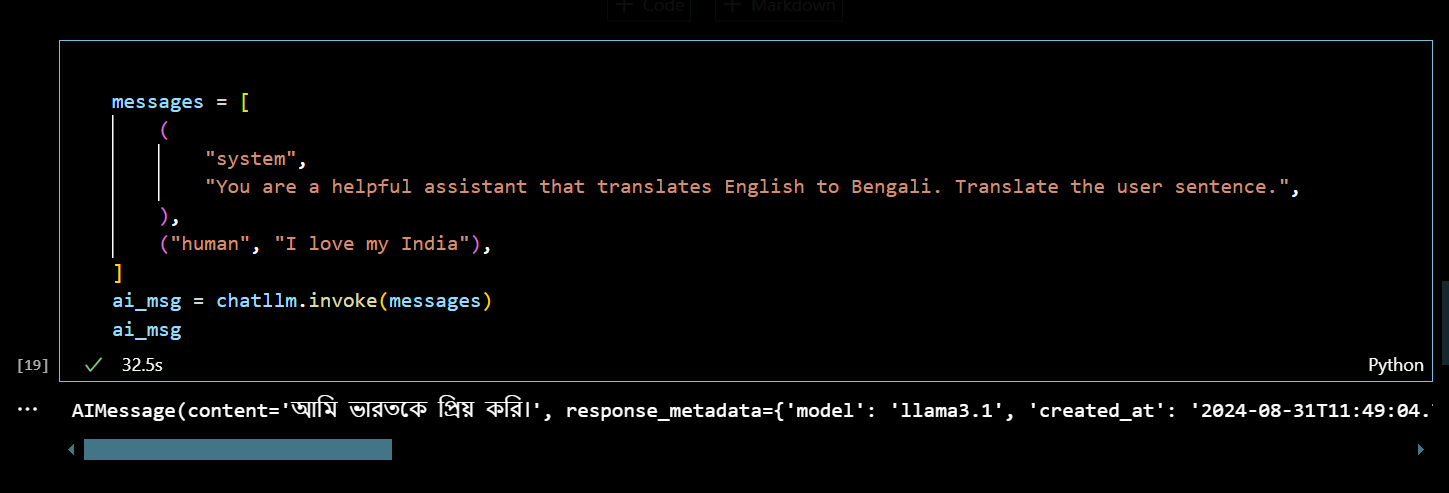 + Code + Markdown
messages = [
(
"system",
"You are a helpful assistant that translates English to Bengali. Translate the user sentence.",
),
("human", "I love my India"),
]
ai_msg = chatllm.invoke(messages)
ai_msg
[19] ✓ 32.5s Python
... AIMessage(content='আমি ভারতকে প্রিয় করি।', response_metadata={'model': 'llama3.1', 'created_at': '2024-08-31T11:49:04.